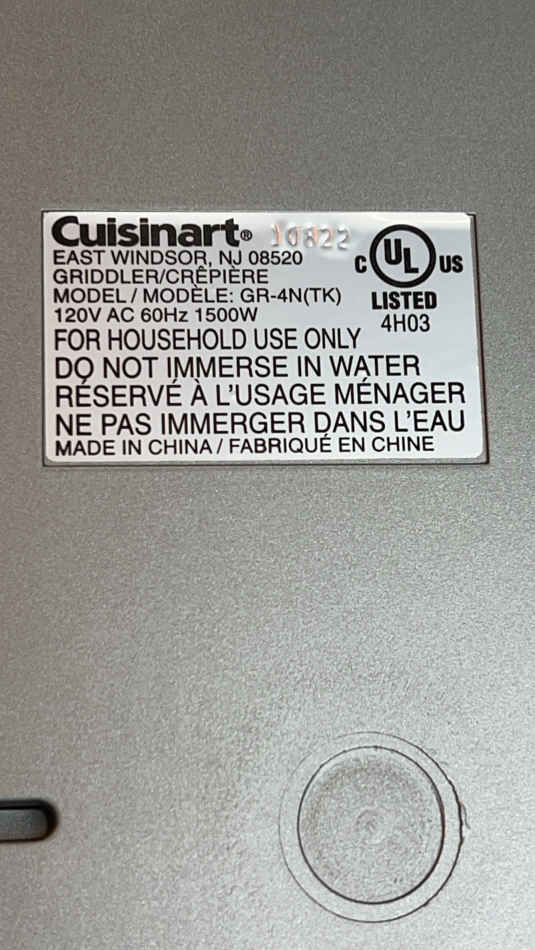 Cuisinart® 10822
EAST WINDSOR, NJ 08520
GRIDDLER/CRÊPIÈRE
MODEL / MODÈLE: GR-4N(TK)
120V AC 60Hz 1500W
FOR HOUSEHOLD USE ONLY
DO NOT IMMERSE IN WATER
RÉSERVÉ À L'USAGE MÉNAGER
NE PAS IMMERGER DANS L'EAU
MADE IN CHINA / FABRIQUÉ EN CHINE
C UL US
LISTED
4H03